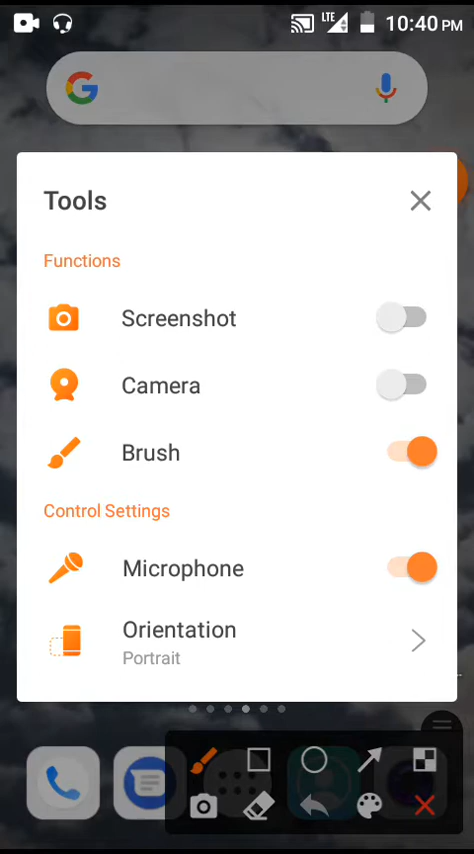 LTE 10:40 PM
Tools
Functions
Screenshot
Camera
Brush
Control Settings
Microphone
Orientation
Portrait